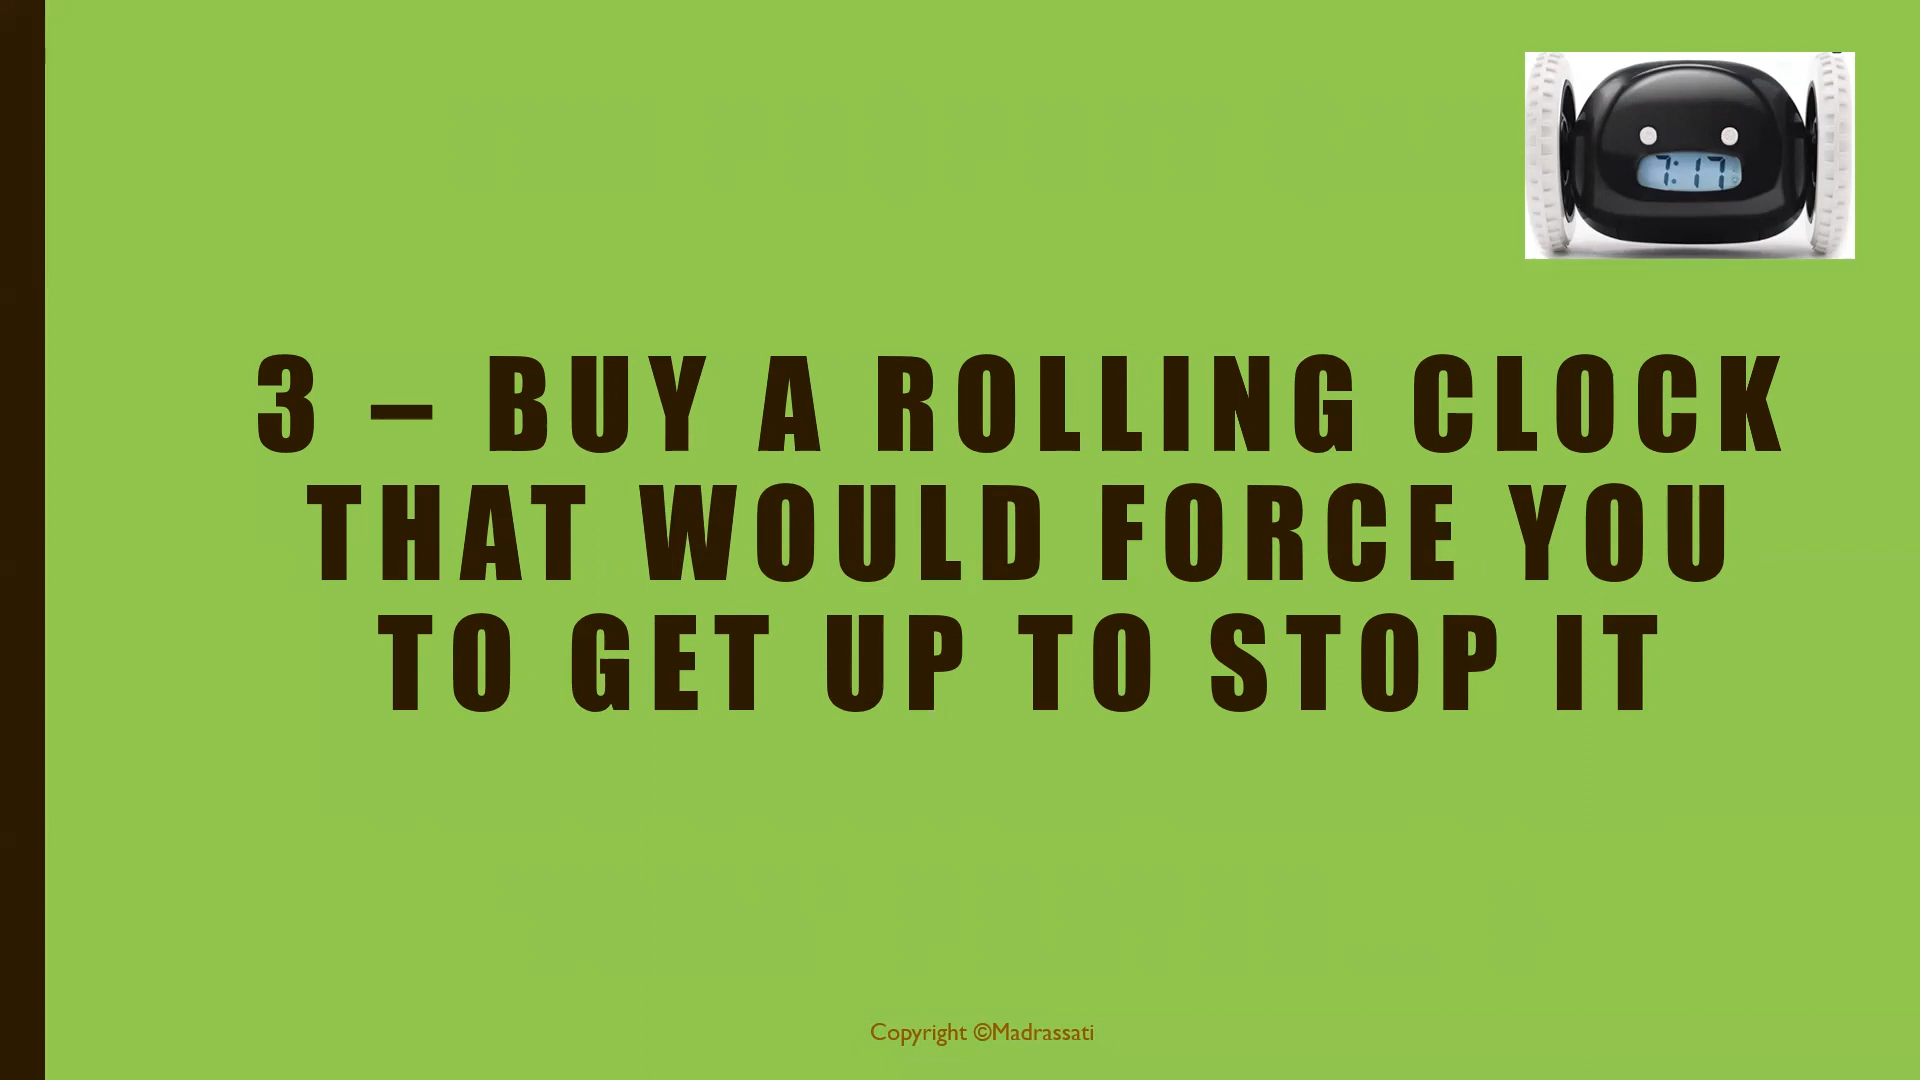 7:17
3 – BUY A ROLLING CLOCK
THAT WOULD FORCE YOU
TO GET UP TO STOP IT
Copyright ©Madrassati